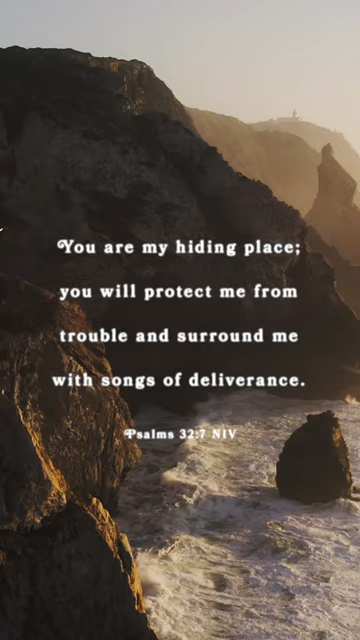 You are my hiding place;
you will protect me from
trouble and surround me
with songs of deliverance.
Psalms 32:7 NIV